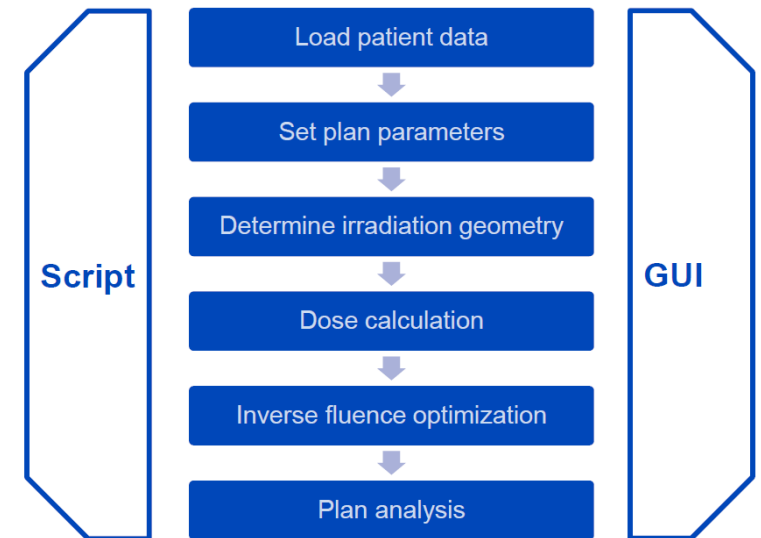 Load patient data
Set plan parameters
Determine irradiation geometry
Script
GUI
Dose calculation
Inverse fluence optimization
Plan analysis